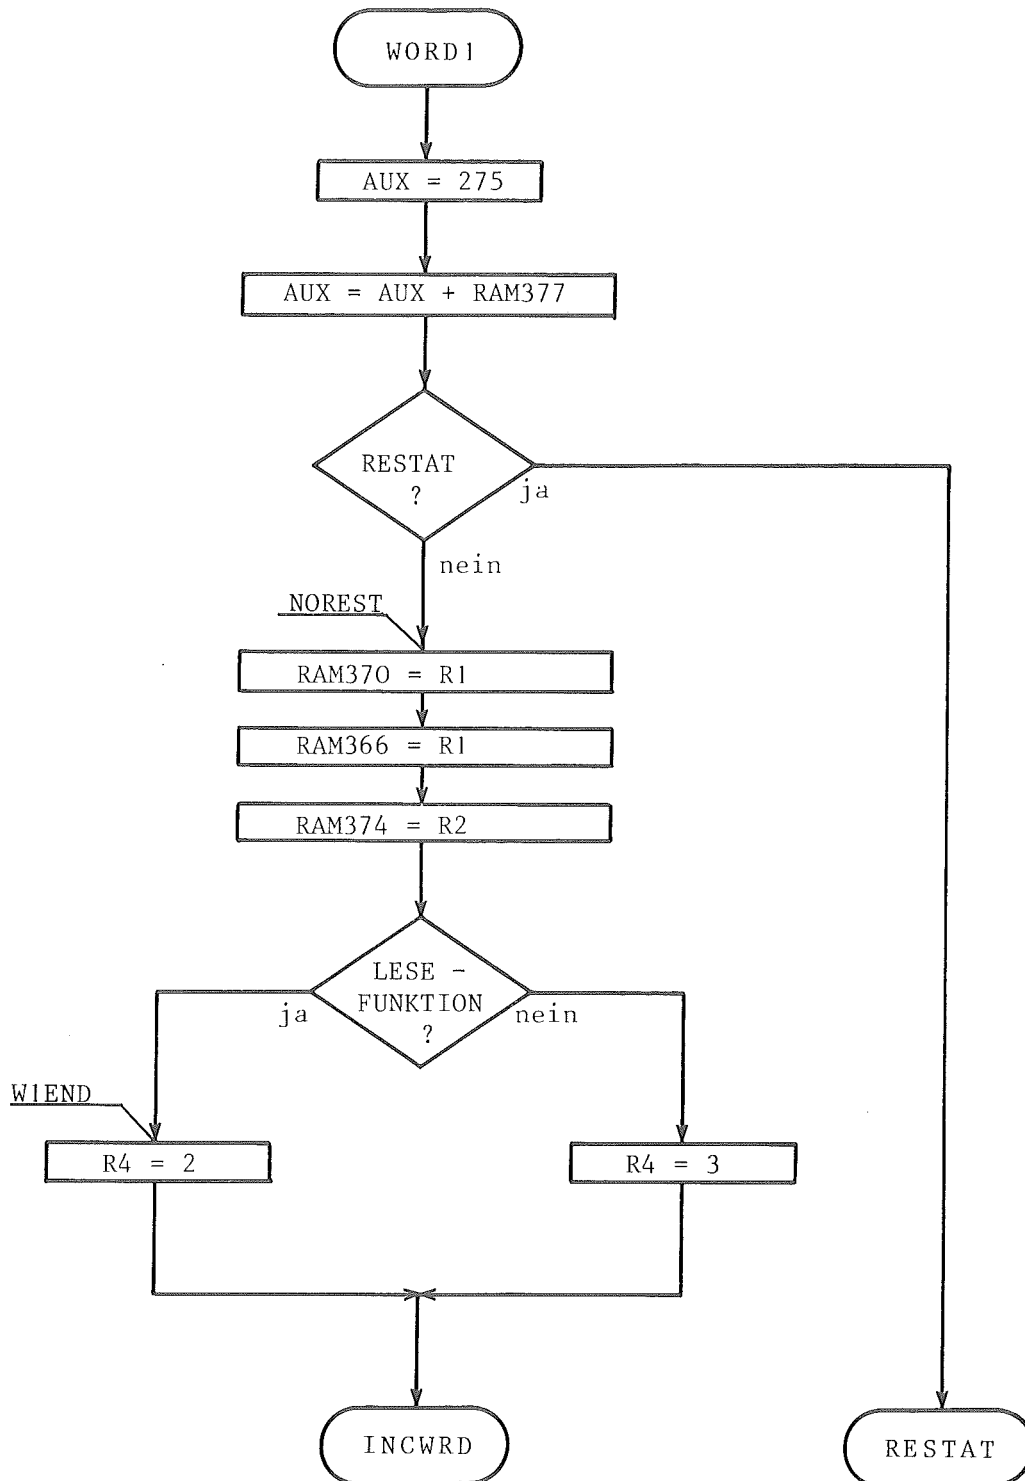 WORD1
AUX = 275
AUX = AUX + RAM377
RESTAT
?
ja
nein
NOREST
RAM370 = R1
RAM366 = R1
RAM374 = R2
LESE -
FUNKTION
?
ja
nein
W1END
R4 = 2
R4 = 3
INCWRD
RESTAT